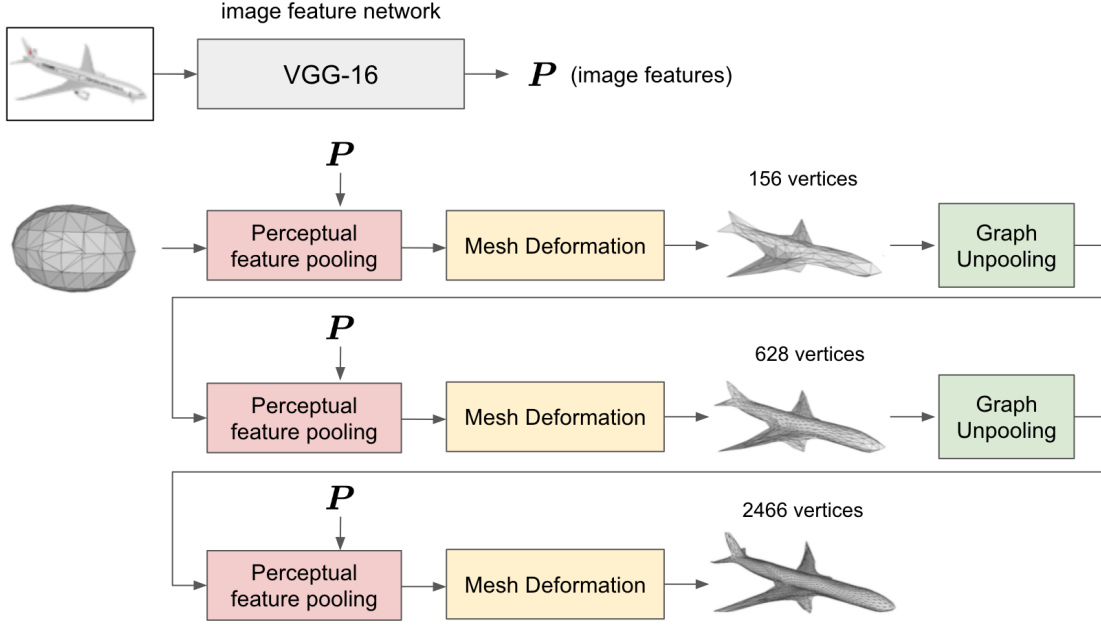 image feature network
VGG-16
P (image features)
P
156 vertices
Perceptual
feature pooling
Mesh Deformation
Graph
Unpooling
P
628 vertices
Perceptual
feature pooling
Mesh Deformation
Graph
Unpooling
P
2466 vertices
Perceptual
feature pooling
Mesh Deformation